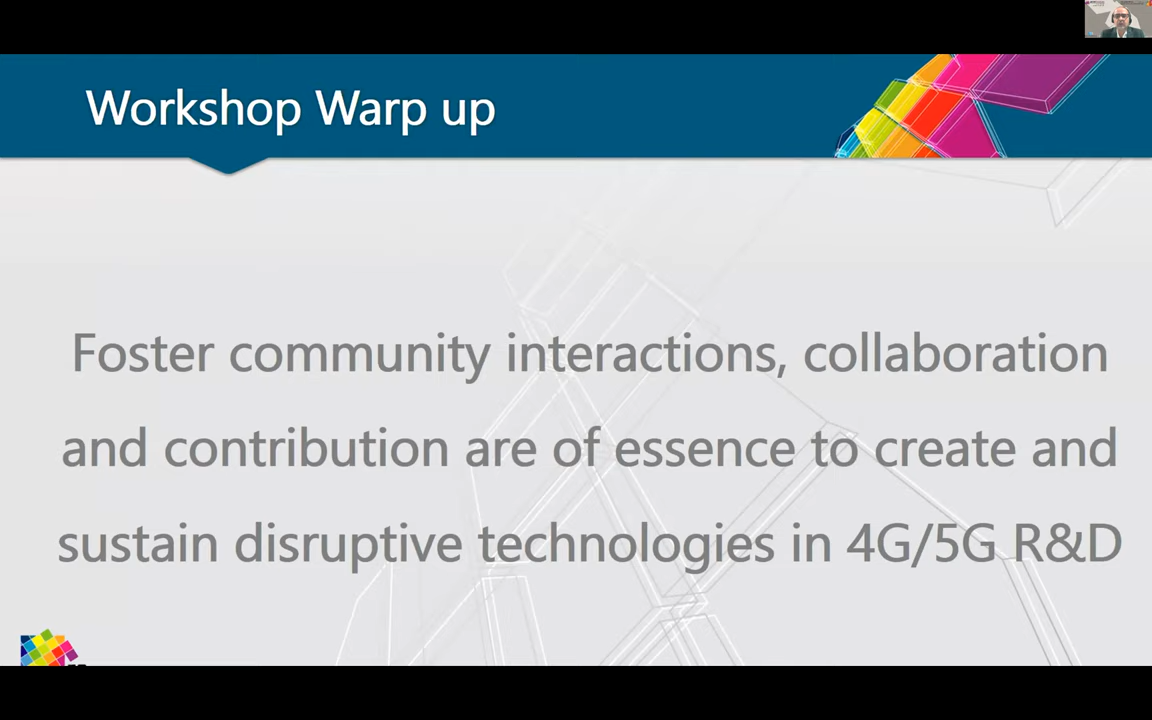 Workshop Warp up
Foster community interactions, collaboration
and contribution are of essence to create and
sustain disruptive technologies in 4G/5G R&D